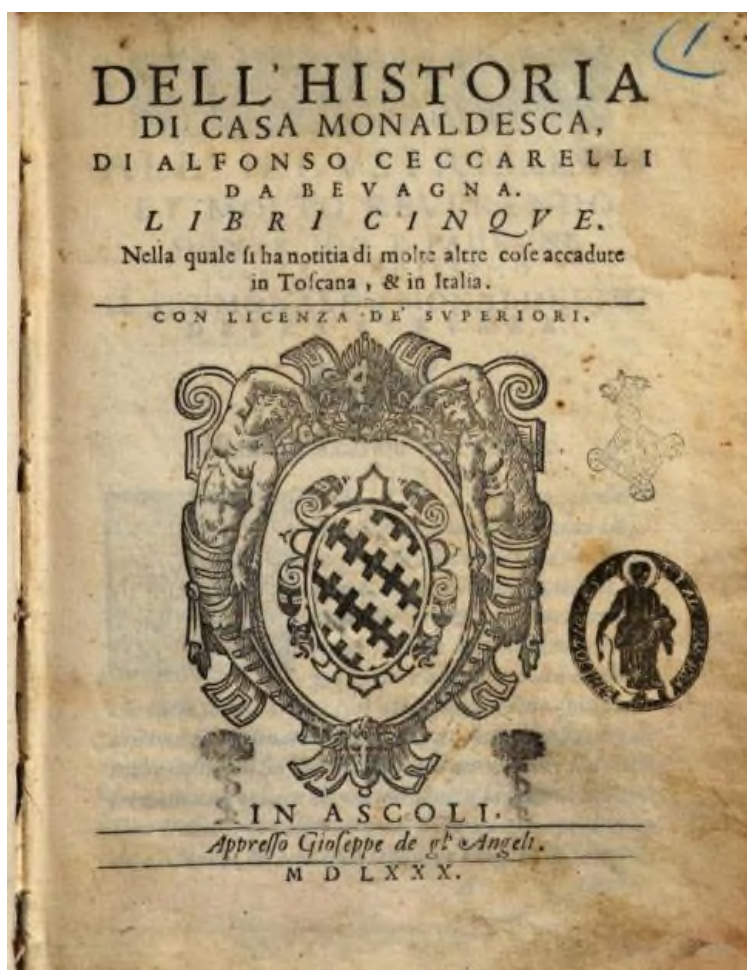 DELL'HISTORIA
DI CASA MONALDESCA,
DI ALFONSO CECCARELLI
DA BEVAGNA.
LIBRI CINQVE.
Nella quale ſi ha notitia di molte altre coſe accadute
in Toſcana, & in Italia.
CON LICENZA DE' SVPERIORI.
IN ASCOLI.
Appreſſo Gioſeppe de gl' Angeli.
MDLXXX.